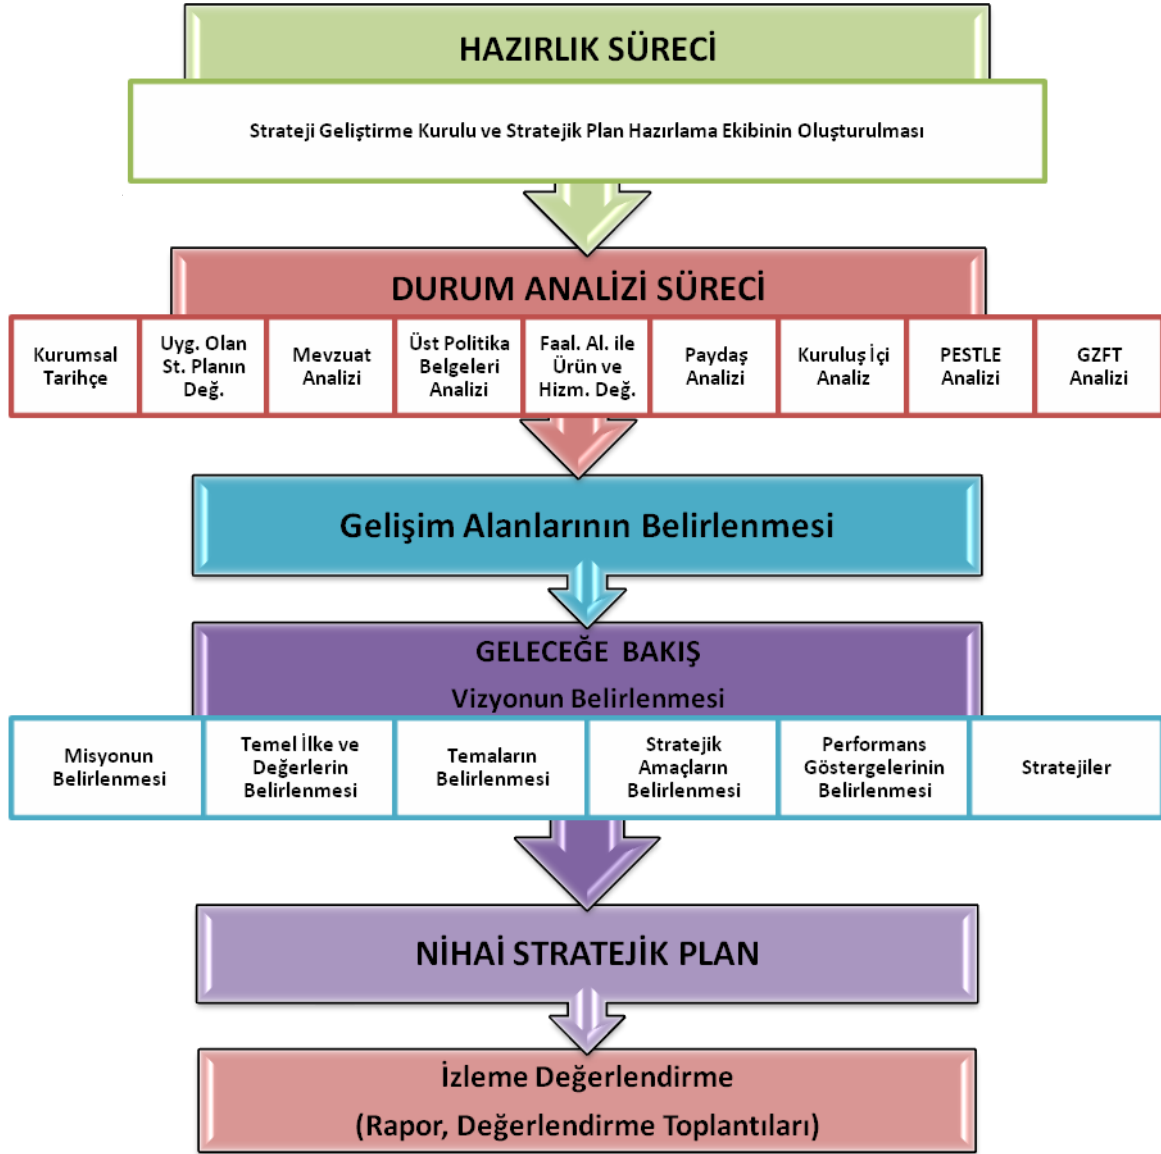 HAZIRLIK SÜRECİ
Strateji Geliştirme Kurulu ve Stratejik Plan Hazırlama Ekibinin Oluşturulması
DURUM ANALİZİ SÜRECİ
Kurumsal
Tarihçe
Uyg. Olan
St. Planın
Değ.
Mevzuat
Analizi
Üst Politika
Belgeleri
Analizi
Faal. Al. ile
Ürün ve
Hizm. Değ.
Paydaş
Analizi
Kuruluş İçi
Analiz
PESTLE
Analizi
GZFT
Analizi
Gelişim Alanlarının Belirlenmesi
GELECEĞE BAKIŞ
Vizyonun Belirlenmesi
Misyonun
Belirlenmesi
Temel İlke ve
Değerlerin
Belirlenmesi
Temaların
Belirlenmesi
Stratejik
Amaçların
Belirlenmesi
Performans
Göstergelerinin
Belirlenmesi
Stratejiler
NİHAİ STRATEJİK PLAN
İzleme Değerlendirme
(Rapor, Değerlendirme Toplantıları)